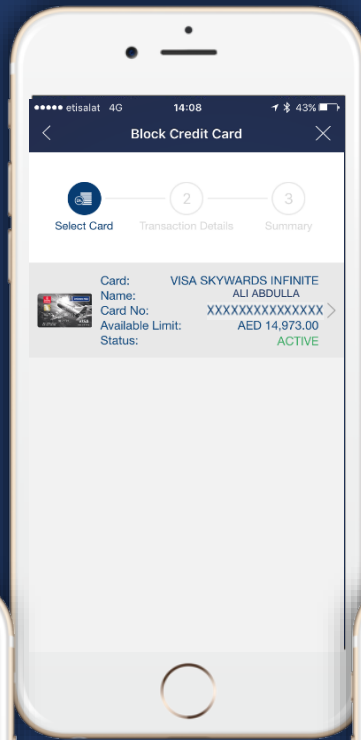 etisalat 4G 14:08 43%
Block Credit Card
2 3
Select Card Transaction Details Summary
Card: VISA SKYWARDS INFINITE
Name: ALI ABDULLA
Card No: XXXXXXXXXXXXXXX
Available Limit: AED 14,973.00
Status: ACTIVE
VISA